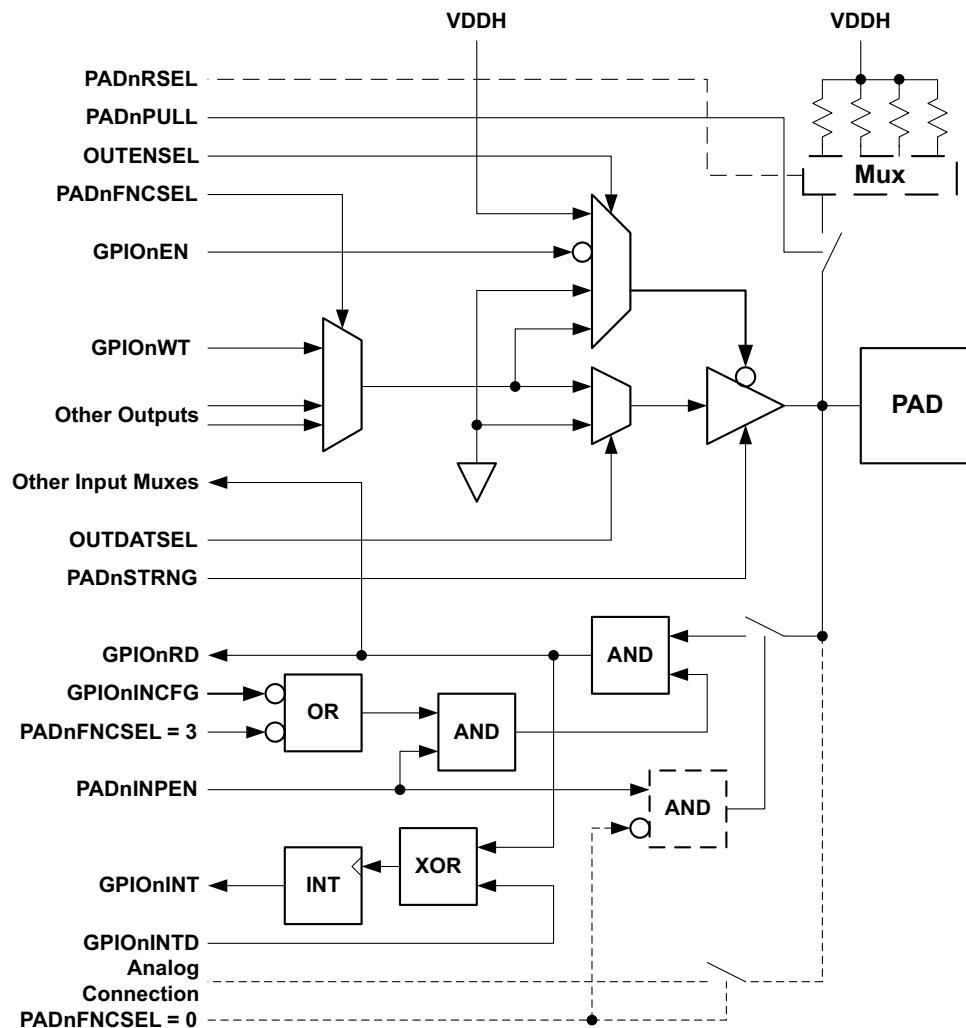 VDDH
VDDH
PADnRSEL
PADnPULL
OUTENSEL
Mux
PADnFNCSEL
GPIOnEN
GPIOnWT
PAD
Other Outputs
Other Input Muxes
OUTDATSEL
PADnSTRNG
GPIOnRD
AND
GPIOnINCFG
OR
AND
PADnFNCSEL = 3
PADnINPEN
AND
XOR
GPIOnINT
INT
GPIOnINTD
Analog
Connection
PADnFNCSEL = 0